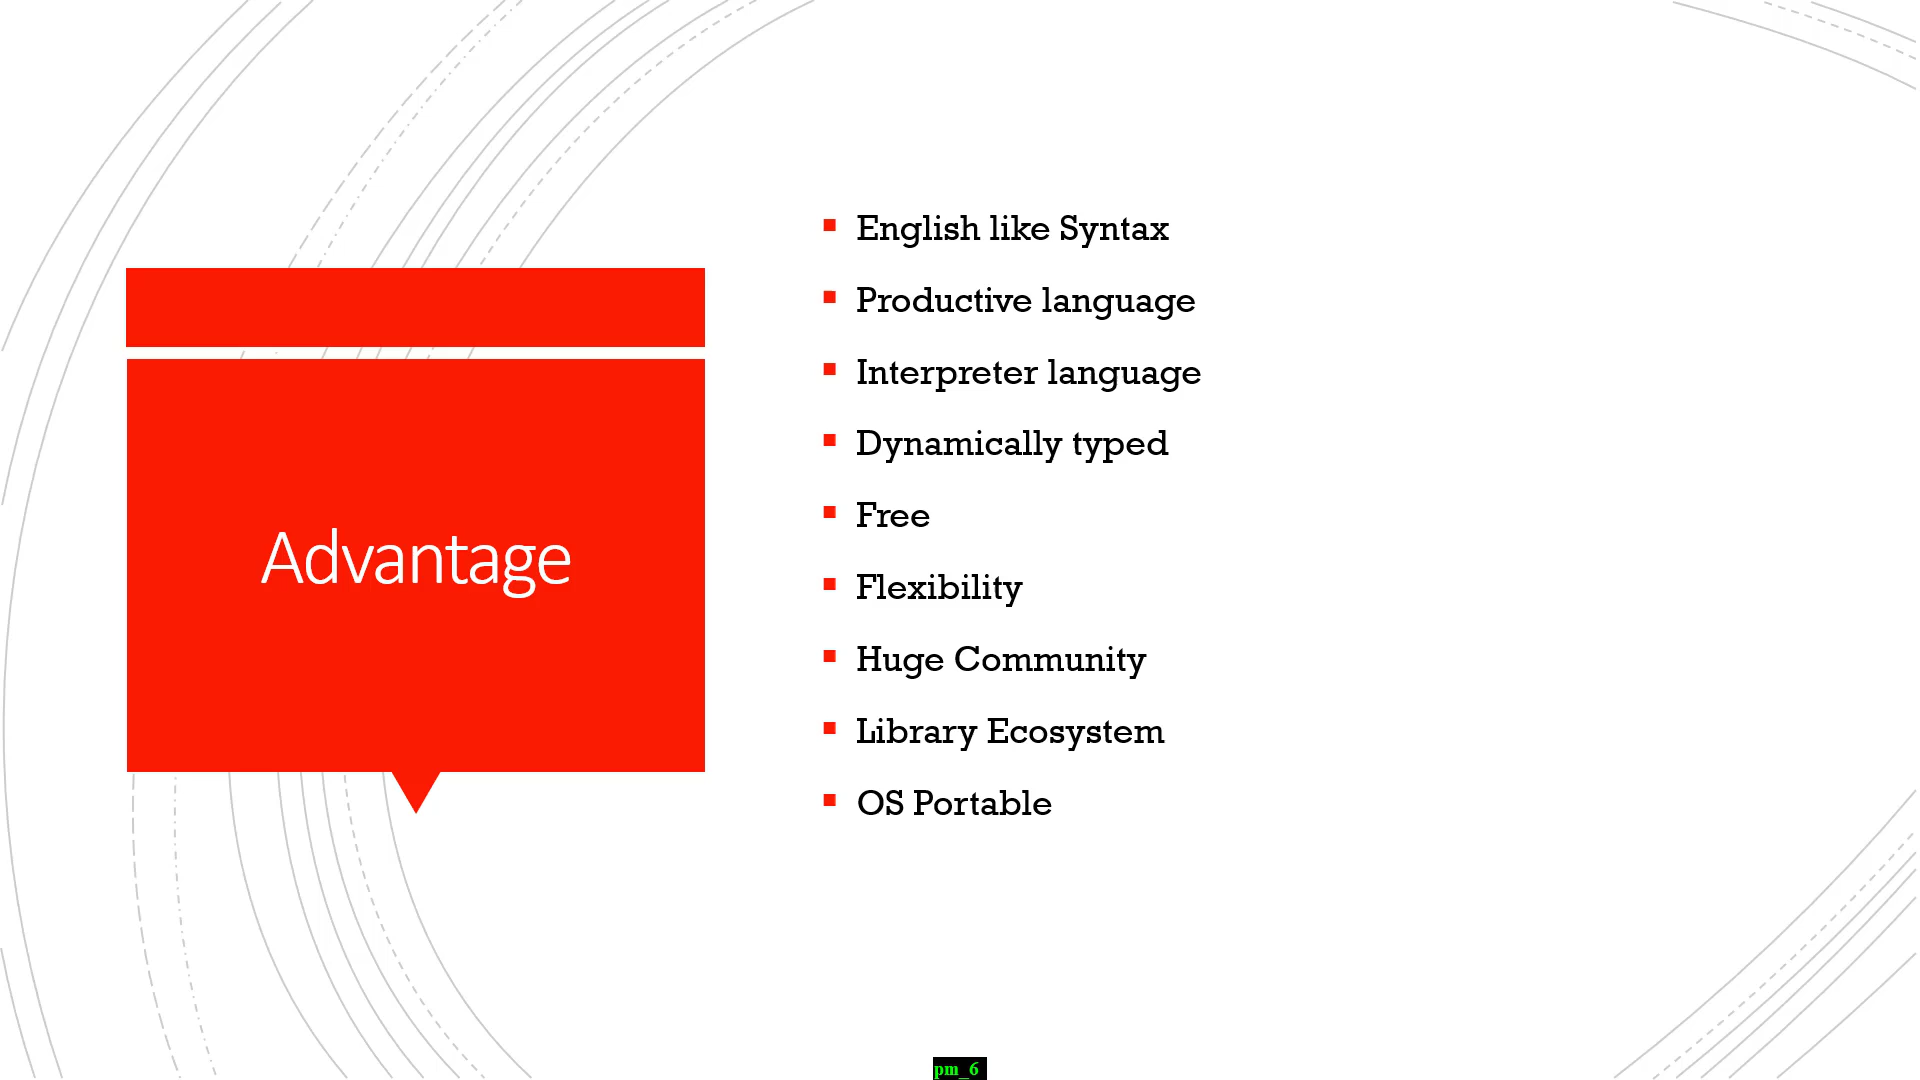 Advantage
English like Syntax
Productive language
Interpreter language
Dynamically typed
Free
Flexibility
Huge Community
Library Ecosystem
OS Portable
pm_6